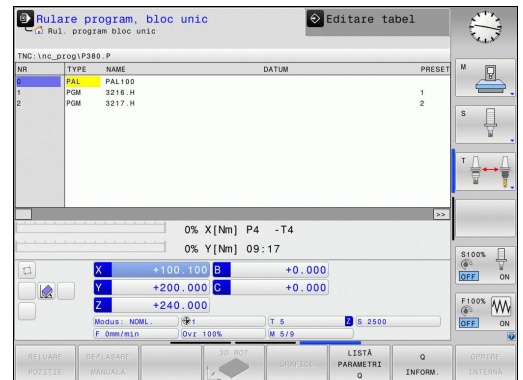 Rulare program, bloc unic
Editare tabel
Rul. program bloc unic
TNC:\nc_prog\P380.P
NR TYPE NAME DATUM PRESET
0 PAL PAL100
1 PGM 3216.H 1
2 PGM 3217.H 2
>>
0% X[Nm] P4 -T4
0% Y[Nm] 09:17
X +100.100 B +0.000
Y +200.000 C +0.000
Z +240.000
Modus: NOML. 1 T 5 Z S 2500
F 0mm/min Ovr 100% M 5/9
M
S
T
S100%
OFF ON
F100%
OFF ON
RELUARE POZIŢIE
DEPLASARE MANUALĂ
3D ROT
GRAFICE
LISTĂ PARAMETRI Q
Q INFORM.
OPRIRE INTERNĂ